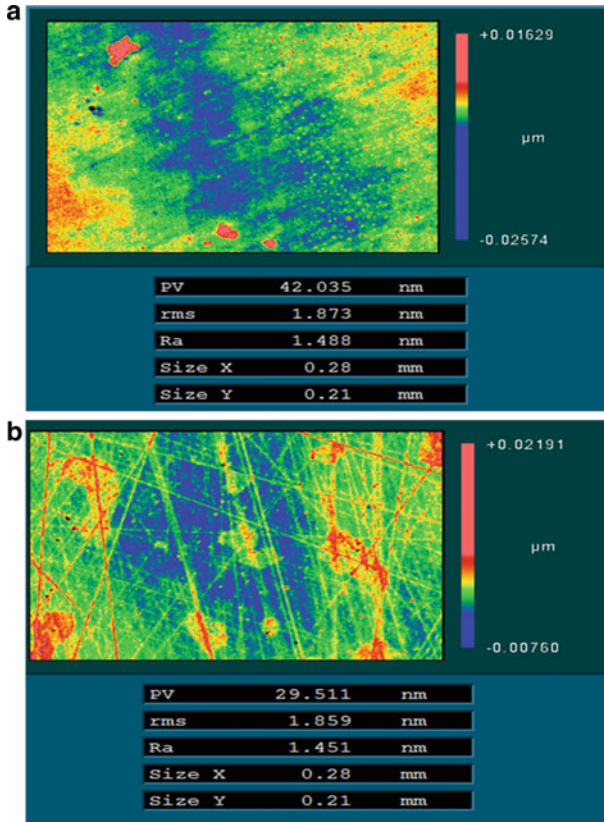 a
+0.01629
µm
-0.02574
PV 42.035 nm
rms 1.873 nm
Ra 1.488 nm
Size X 0.28 mm
Size Y 0.21 mm
b
+0.02191
µm
-0.00760
PV 29.511 nm
rms 1.859 nm
Ra 1.451 nm
Size X 0.28 mm
Size Y 0.21 mm